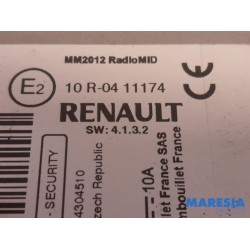 MM2012 RadioMID
E2
10 R-04 11174
CE
RENAULT
SW: 4.1.3.2
- SECURITY
4304510
zech Republic
-10A
let France SAS
mbouillet France
MARESIA